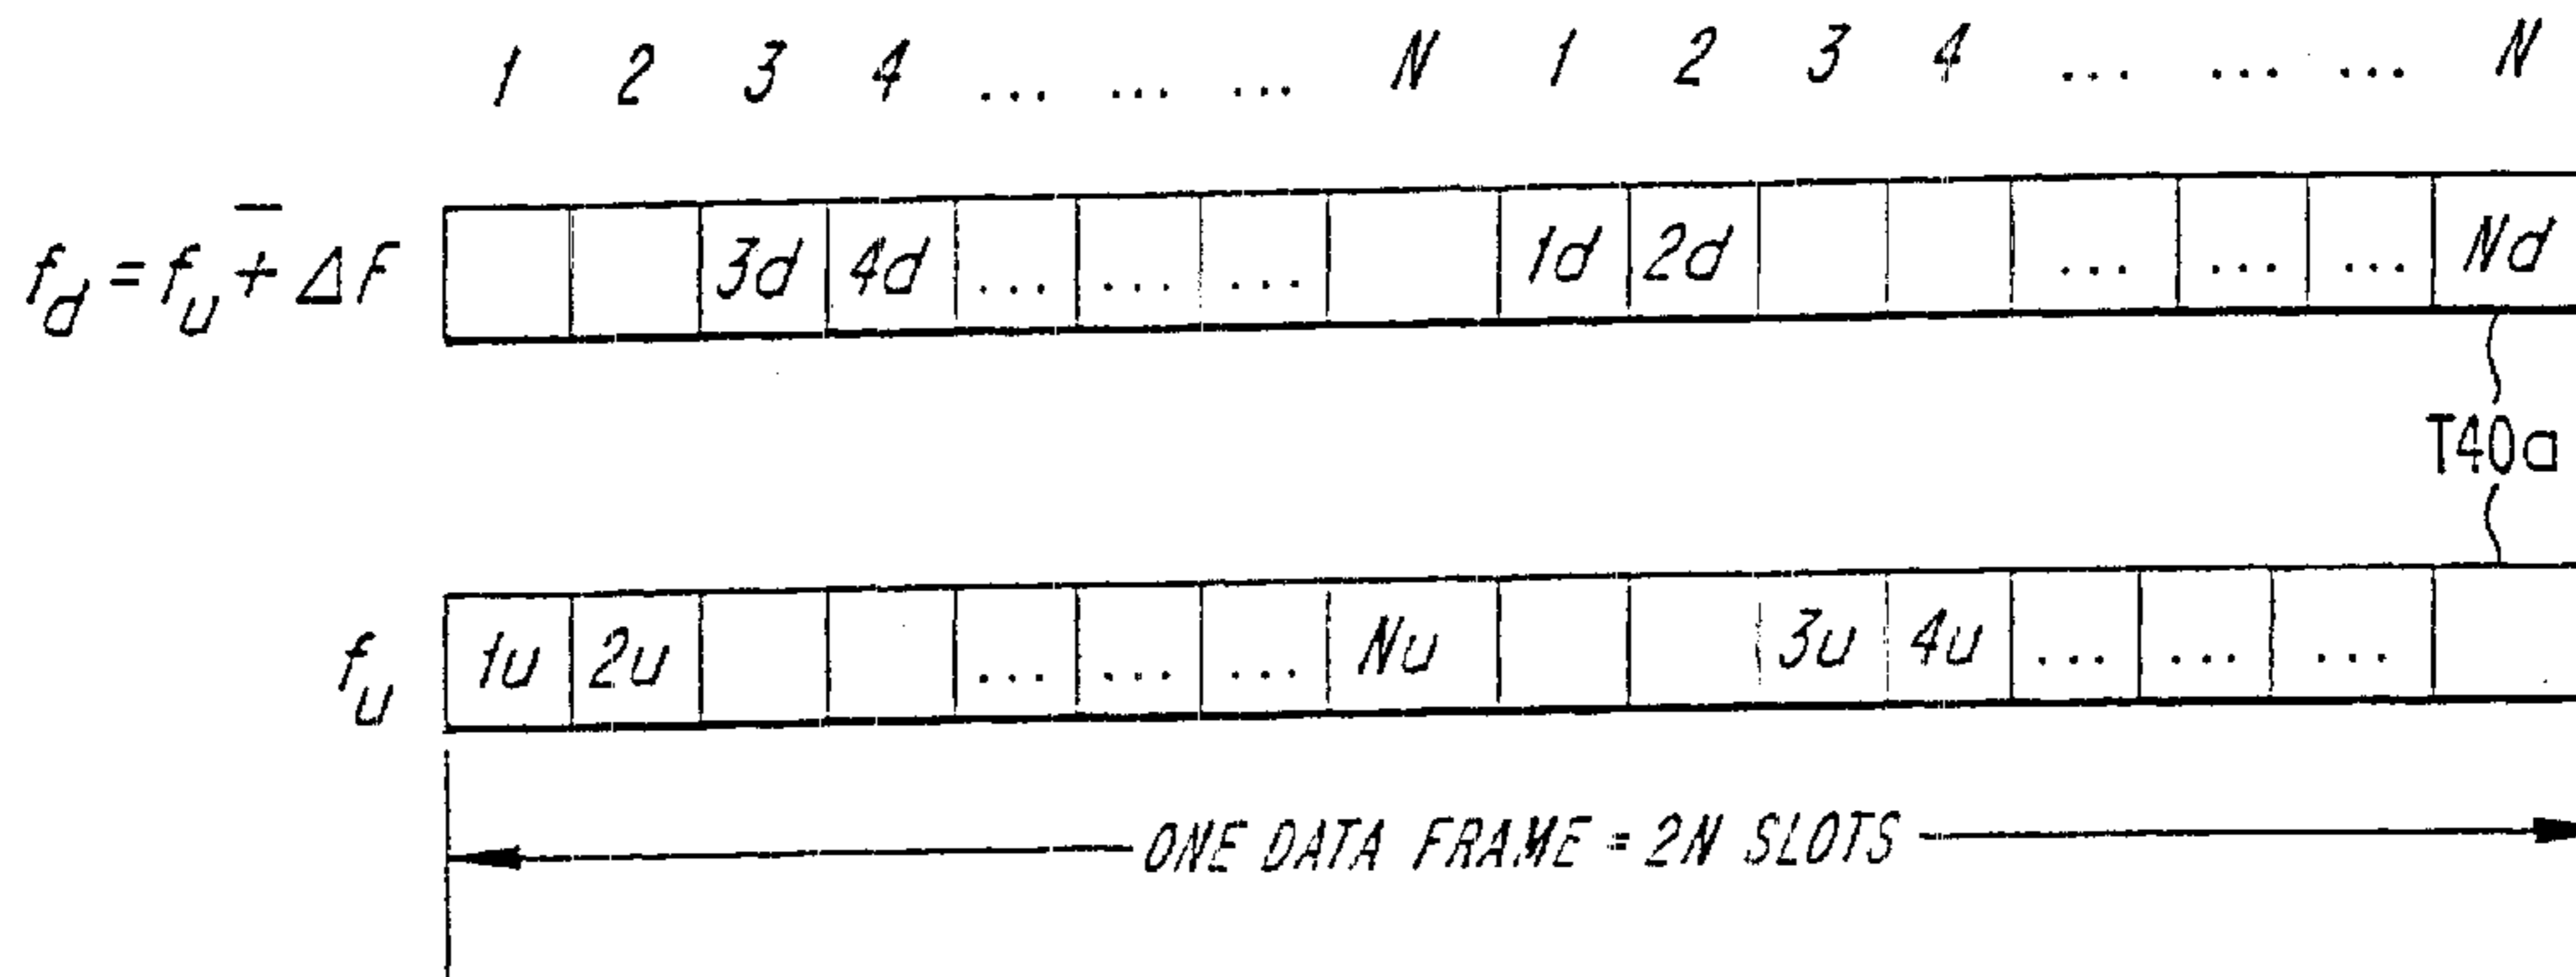 1 2 3 4 ... ... ... N 1 2 3 4 ... ... ... N
f_d = f_u ∓ ΔF 3d 4d ... ... ... 1d 2d ... ... ... Nd
T40a
f_u 1u 2u ... ... ... Nu 3u 4u ... ... ...
ONE DATA FRAME = 2N SLOTS